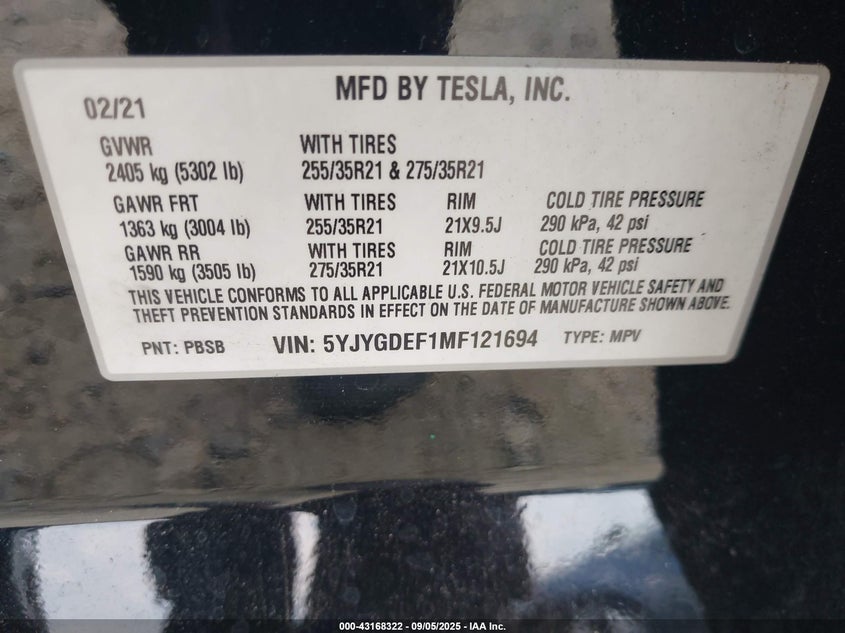 02/21 MFD BY TESLA, INC.
GVWR WITH TIRES
2405 kg (5302 lb) 255/35R21 & 275/35R21
GAWR FRT WITH TIRES RIM COLD TIRE PRESSURE
1363 kg (3004 lb) 255/35R21 21X9.5J 290 kPa, 42 psi
GAWR RR WITH TIRES RIM COLD TIRE PRESSURE
1590 kg (3505 lb) 275/35R21 21X10.5J 290 kPa, 42 psi
THIS VEHICLE CONFORMS TO ALL APPLICABLE U.S. FEDERAL MOTOR VEHICLE SAFETY AND
THEFT PREVENTION STANDARDS IN EFFECT ON THE DATE OF MANUFACTURE SHOWN ABOVE.
PNT: PBSB VIN: 5YJYGDEF1MF121694 TYPE: MPV
000-43168322 - 09/05/2025 - IAA Inc.